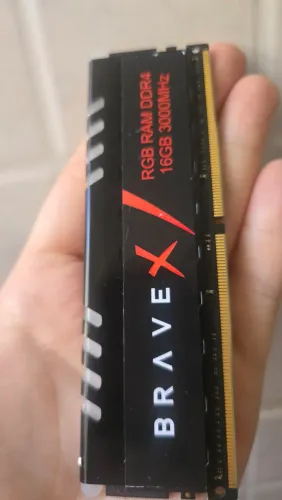 RGB RAM DDR4
16GB 3000MHz
BRAVEX